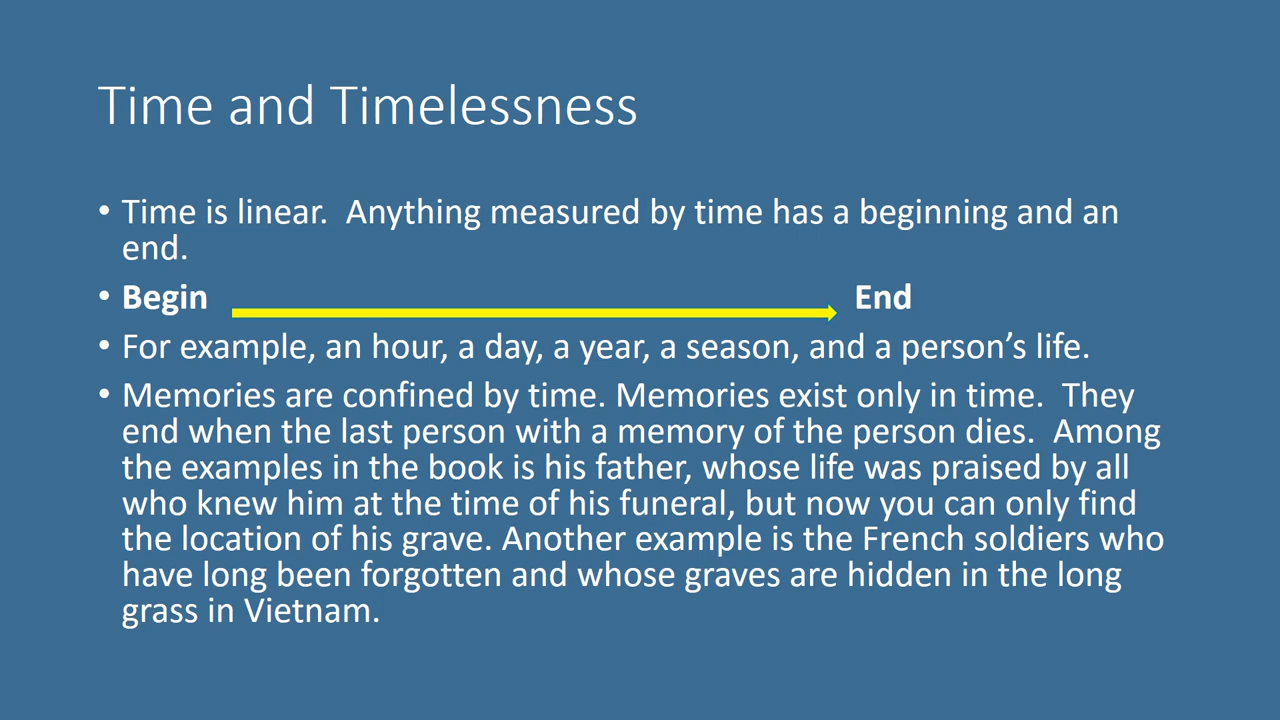 Time and Timelessness
• Time is linear.  Anything measured by time has a beginning and an
end.
• Begin End
• For example, an hour, a day, a year, a season, and a person’s life.
• Memories are confined by time. Memories exist only in time.  They
end when the last person with a memory of the person dies.  Among
the examples in the book is his father, whose life was praised by all
who knew him at the time of his funeral, but now you can only find
the location of his grave. Another example is the French soldiers who
have long been forgotten and whose graves are hidden in the long
grass in Vietnam.